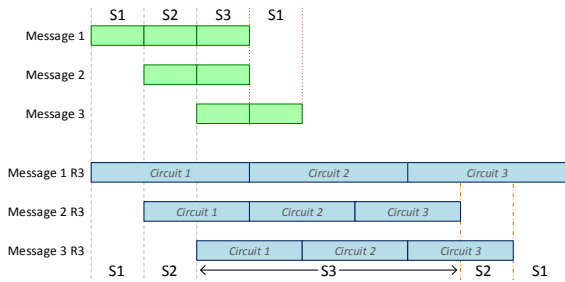 S1 S2 S3 S1
Message 1
Message 2
Message 3
Message 1 R3 Circuit 1 Circuit 2 Circuit 3
Message 2 R3 Circuit 1 Circuit 2 Circuit 3
Message 3 R3 Circuit 1 Circuit 2 Circuit 3
S1 S2 S3 S2 S1